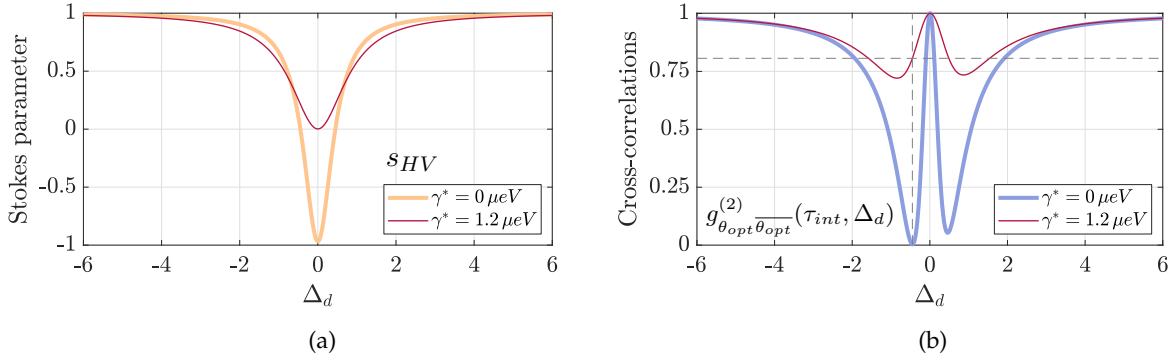 Stokes parameter
1
0.5
0
-0.5
-1
s_{HV}
γ* = 0 μeV
γ* = 1.2 μeV
-6 -4 -2 0 2 4 6
Δ_d
(a)
Cross-correlations
1
0.75
0.5
0.25
0
g^{(2)}_{θ_{opt}\overline{θ_{opt}}}(τ_{int}, Δ_d)
γ* = 0 μeV
γ* = 1.2 μeV
-6 -4 -2 0 2 4 6
Δ_d
(b)